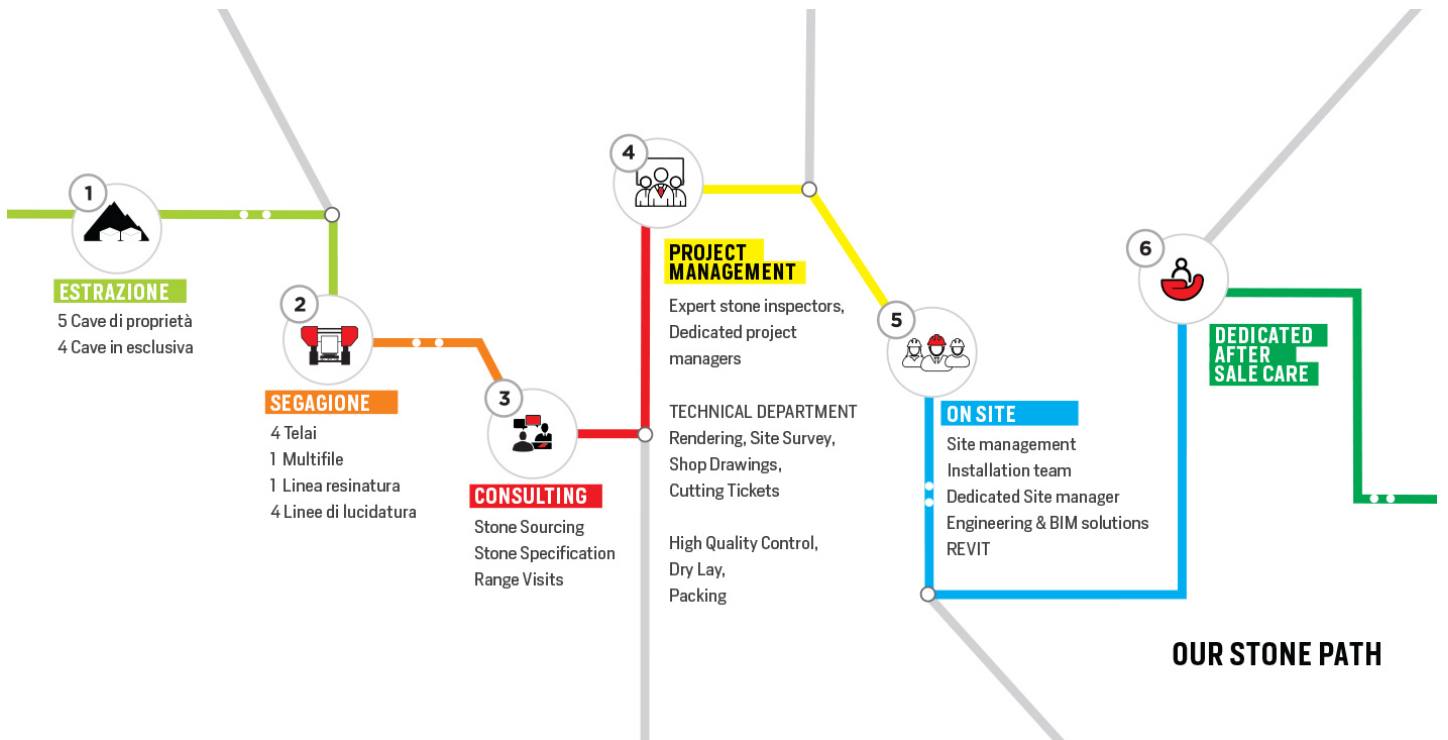 1
ESTRAZIONE
5 Cave di proprietà
4 Cave in esclusiva
2
SEGAGIONE
4 Telai
1 Multifile
1 Linea resinatura
4 Linee di lucidatura
3
CONSULTING
Stone Sourcing
Stone Specification
Range Visits
4
PROJECT
MANAGEMENT
Expert stone inspectors,
Dedicated project
managers
TECHNICAL DEPARTMENT
Rendering, Site Survey,
Shop Drawings,
Cutting Tickets
High Quality Control,
Dry Lay,
Packing
5
ON SITE
Site management
Installation team
Dedicated Site manager
Engineering & BIM solutions
REVIT
6
DEDICATED
AFTER
SALE CARE
OUR STONE PATH